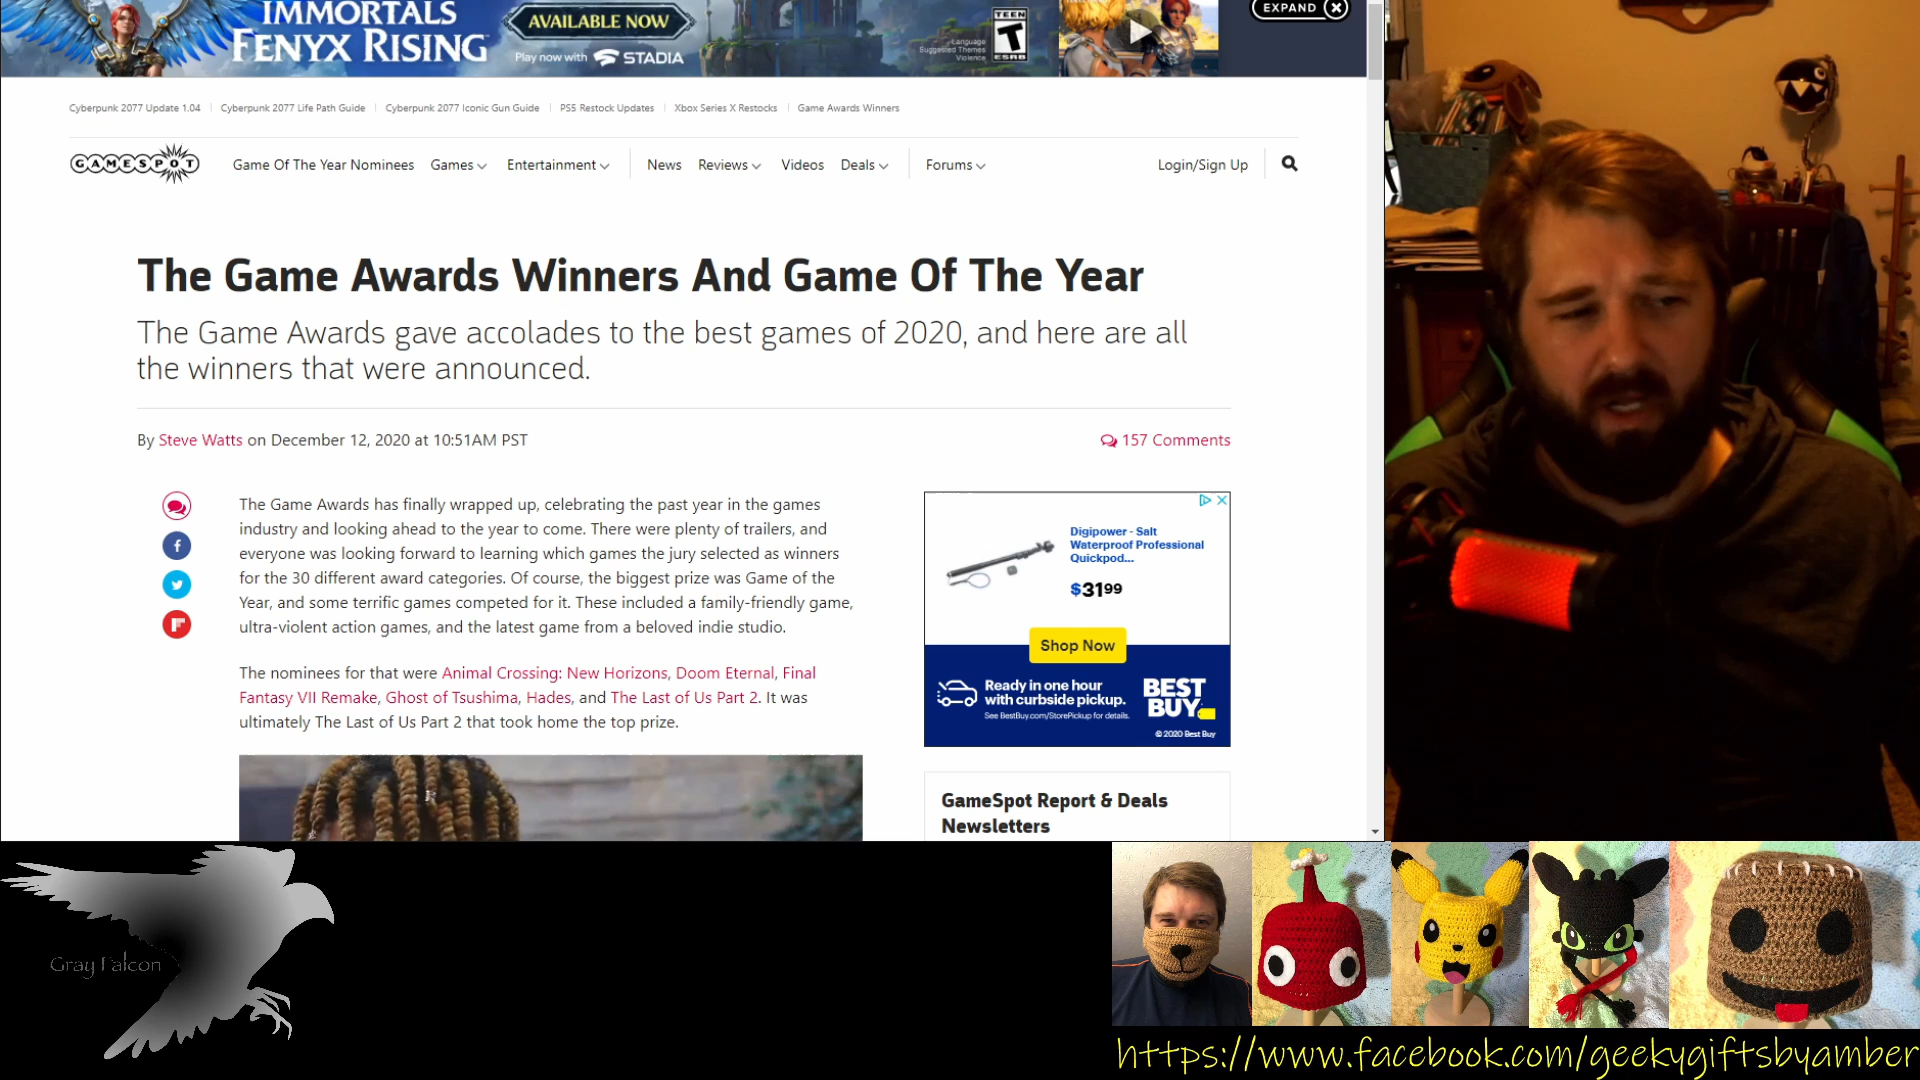 IMMORTALS
FENYX RISING
AVAILABLE NOW
Play now with STADIA
TEEN
T
ESRB
Language
Suggested Themes
Violence
EXPAND
Cyberpunk 2077 Update 1.04
Cyberpunk 2077 Life Path Guide
Cyberpunk 2077 Iconic Gun Guide
PS5 Restock Updates
Xbox Series X Restocks
Game Awards Winners
GAMESPOT
Game Of The Year Nominees
Games
Entertainment
News
Reviews
Videos
Deals
Forums
Login/Sign Up
The Game Awards Winners And Game Of The Year
The Game Awards gave accolades to the best games of 2020, and here are all
the winners that were announced.
By Steve Watts on December 12, 2020 at 10:51AM PST
157 Comments
The Game Awards has finally wrapped up, celebrating the past year in the games
industry and looking ahead to the year to come. There were plenty of trailers, and
everyone was looking forward to learning which games the jury selected as winners
for the 30 different award categories. Of course, the biggest prize was Game of the
Year, and some terrific games competed for it. These included a family-friendly game,
ultra-violent action games, and the latest game from a beloved indie studio.
The nominees for that were Animal Crossing: New Horizons, Doom Eternal, Final
Fantasy VII Remake, Ghost of Tsushima, Hades, and The Last of Us Part 2. It was
ultimately The Last of Us Part 2 that took home the top prize.
Digipower - Salt
Waterproof Professional
Quickpod...
$3199
Shop Now
Ready in one hour
with curbside pickup.
See BestBuy.com/StorePickup for details.
BEST
BUY
© 2020 Best Buy
GameSpot Report & Deals
Newsletters
Gray Falcon
https://www.facebook.com/geekygiftsbyamber